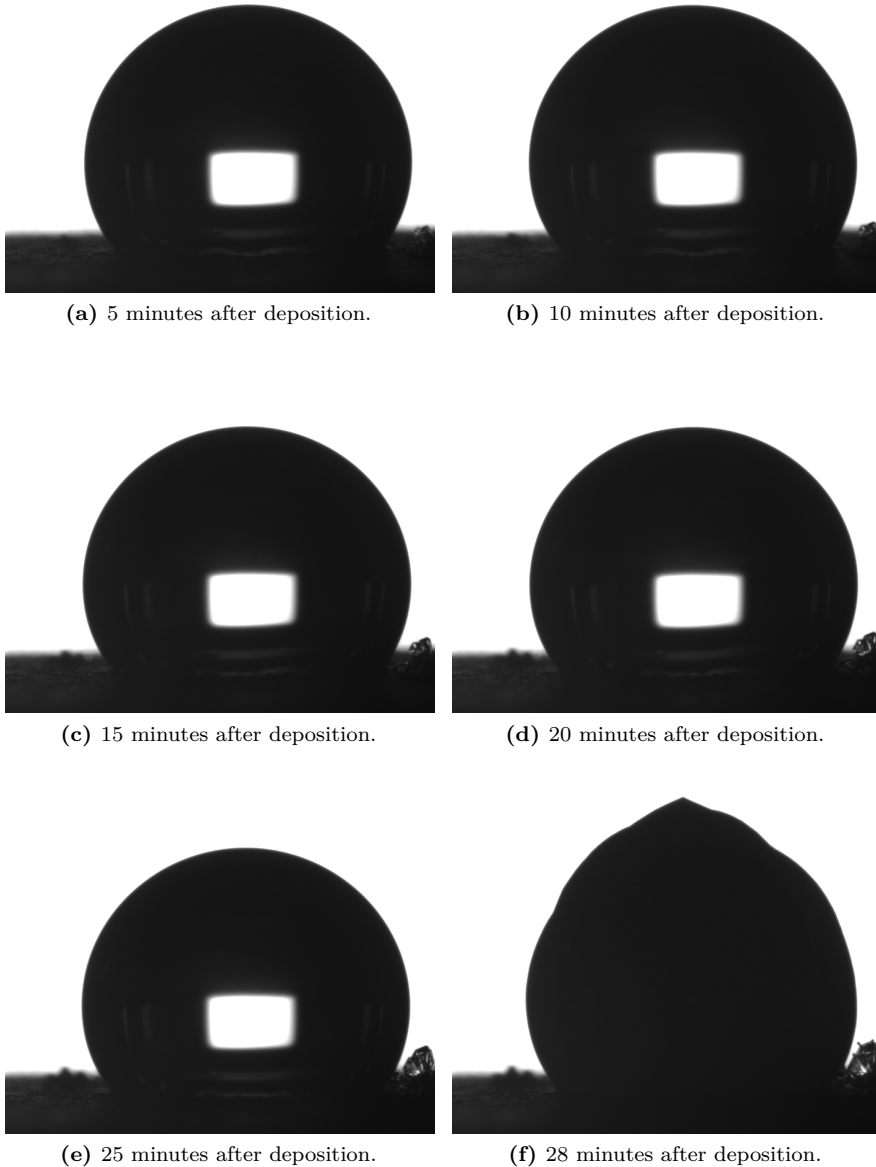 (a) 5 minutes after deposition.
(b) 10 minutes after deposition.
(c) 15 minutes after deposition.
(d) 20 minutes after deposition.
(e) 25 minutes after deposition.
(f) 28 minutes after deposition.